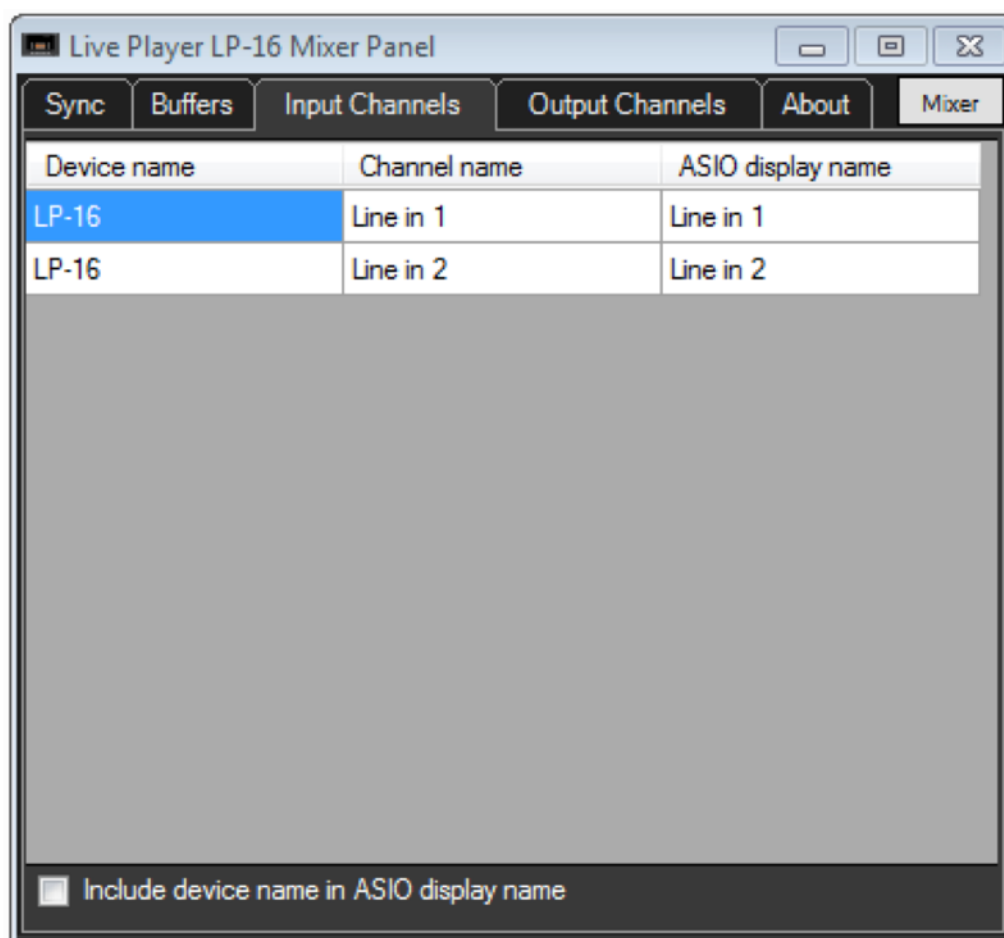 Live Player LP-16 Mixer Panel
Sync Buffers Input Channels Output Channels About Mixer
Device name Channel name ASIO display name
LP-16 Line in 1 Line in 1
LP-16 Line in 2 Line in 2
Include device name in ASIO display name